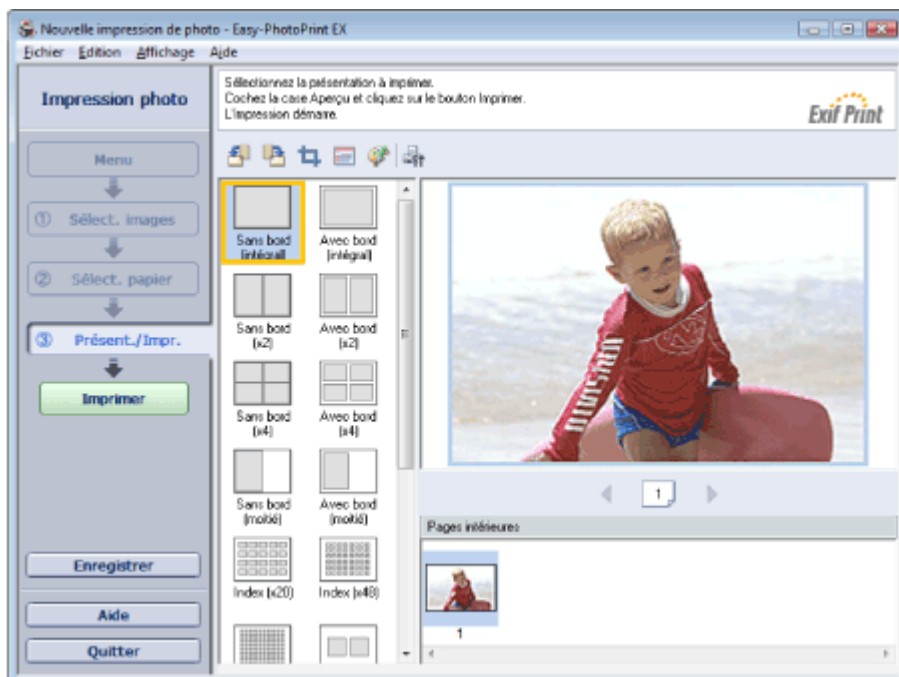 Nouvelle impression de photo - Easy-PhotoPrint EX
Fichier Edition Affichage Aide
Impression photo
Menu
① Sélect. images
② Sélect. papier
③ Présent./Impr.
Imprimer
Enregistrer
Aide
Quitter
Sélectionnez la présentation à imprimer.
Cochez la case Aperçu et cliquez sur le bouton Imprimer.
L'impression démarre.
Exif Print
Sans bord
(intégral)
Avec bord
(intégral)
Sans bord
(x2)
Avec bord
(x2)
Sans bord
(x4)
Avec bord
(x4)
Sans bord
(moitié)
Avec bord
(moitié)
Index (x20)
Index (x48)
1
Pages intérieures
1